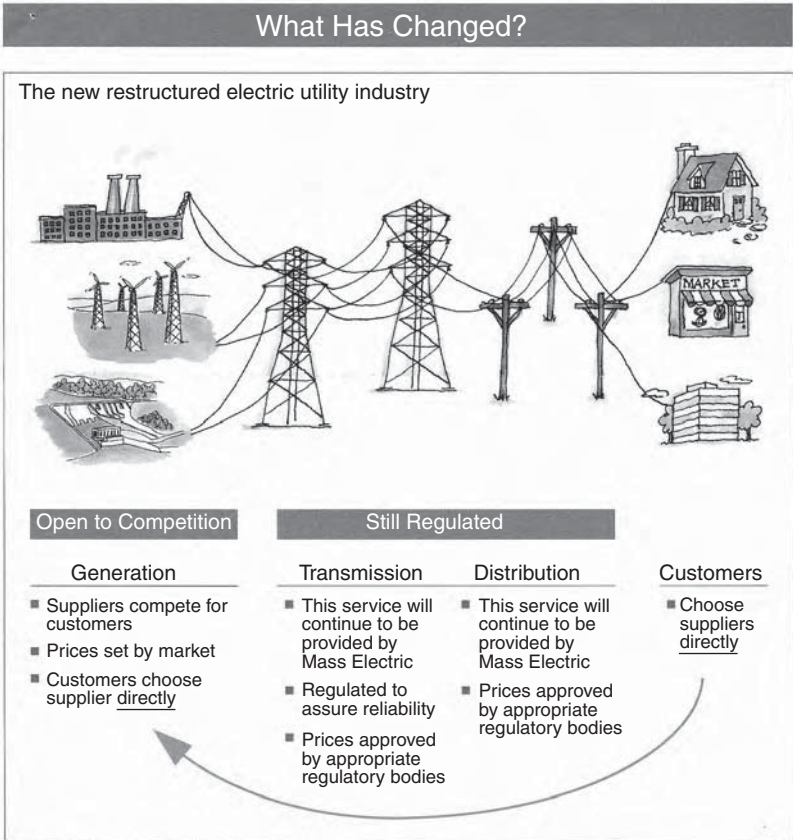 What Has Changed?
The new restructured electric utility industry
MARKET
Open to Competition
Still Regulated
Generation
Suppliers compete for
customers
Prices set by market
Customers choose
supplier directly
Transmission
This service will
continue to be
provided by
Mass Electric
Regulated to
assure reliability
Prices approved
by appropriate
regulatory bodies
Distribution
This service will
continue to be
provided by
Mass Electric
Prices approved
by appropriate
regulatory bodies
Customers
Choose
suppliers
directly